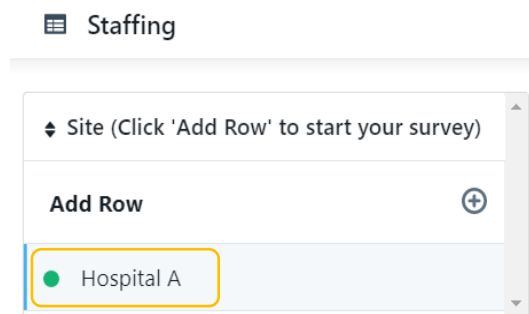 Staffing
Site (Click 'Add Row' to start your survey)
Add Row
Hospital A